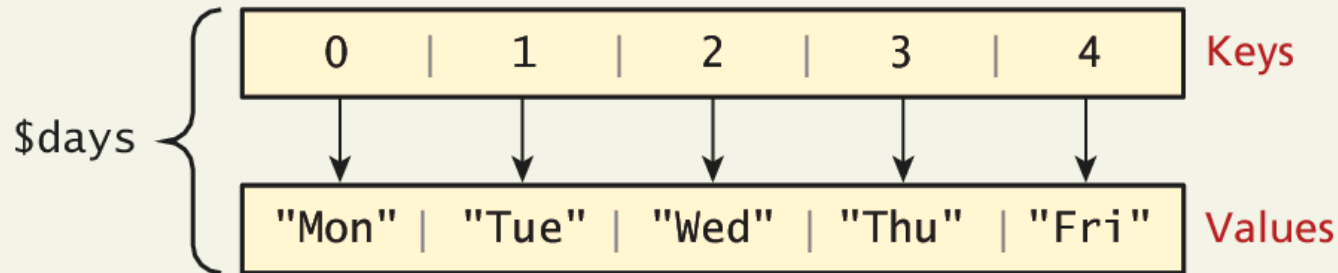 0 | 1 | 2 | 3 | 4 Keys
$days
"Mon" | "Tue" | "Wed" | "Thu" | "Fri" Values